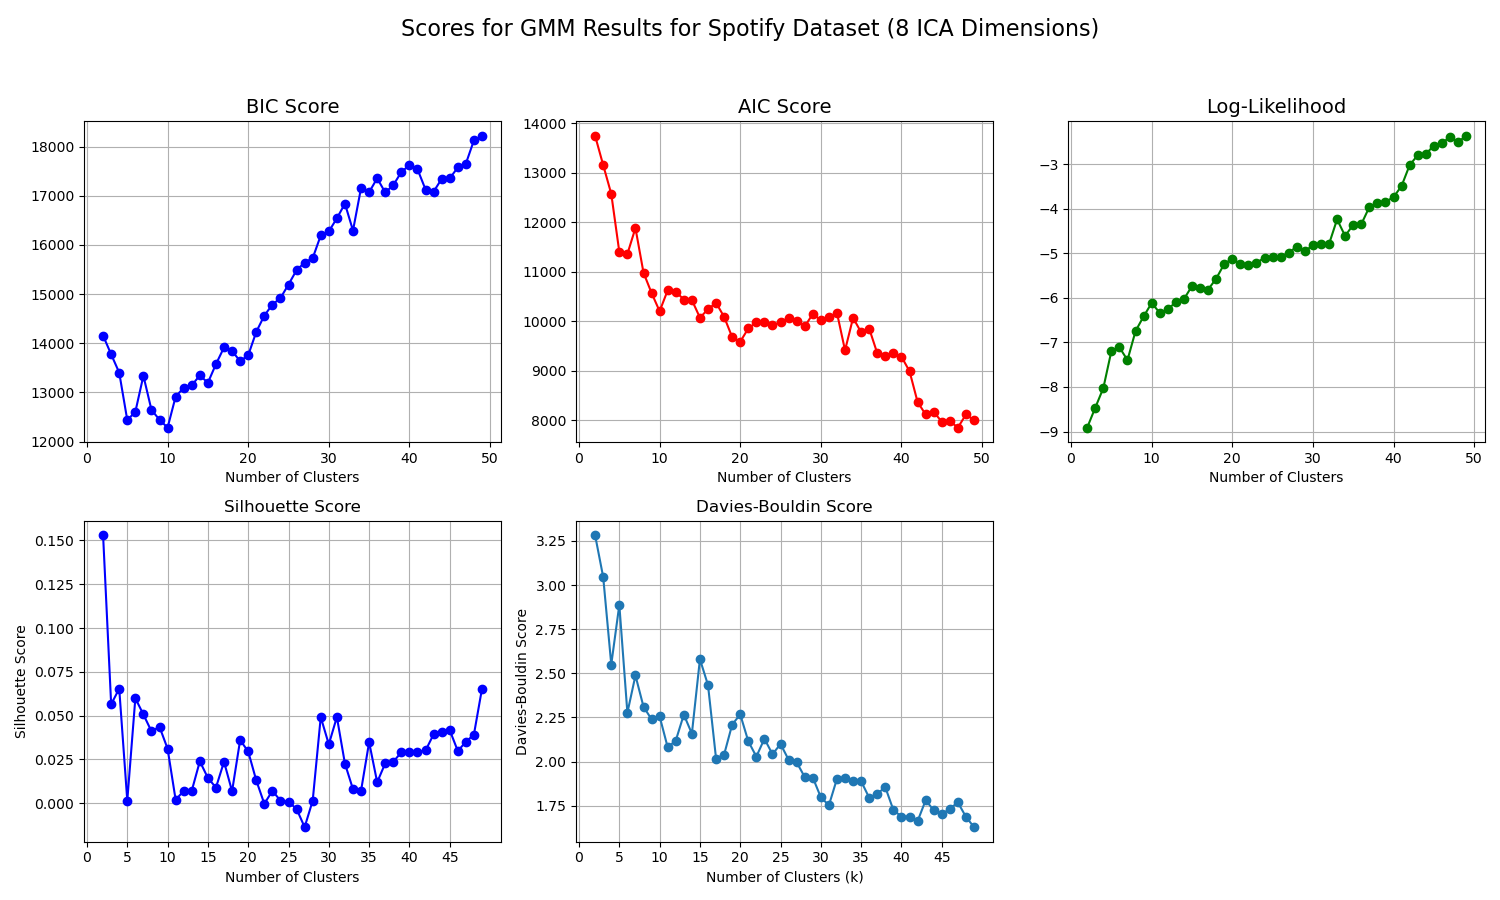 Scores for GMM Results for Spotify Dataset (8 ICA Dimensions)
BIC Score
18000
17000
16000
15000
14000
13000
12000
0 10 20 30 40 50
Number of Clusters
AIC Score
14000
13000
12000
11000
10000
9000
8000
0 10 20 30 40 50
Number of Clusters
Log-Likelihood
−3
−4
−5
−6
−7
−8
−9
0 10 20 30 40 50
Number of Clusters
Silhouette Score
Silhouette Score
0.150
0.125
0.100
0.075
0.050
0.025
0.000
0 5 10 15 20 25 30 35 40 45
Number of Clusters
Davies-Bouldin Score
Davies-Bouldin Score
3.25
3.00
2.75
2.50
2.25
2.00
1.75
0 5 10 15 20 25 30 35 40 45
Number of Clusters (k)